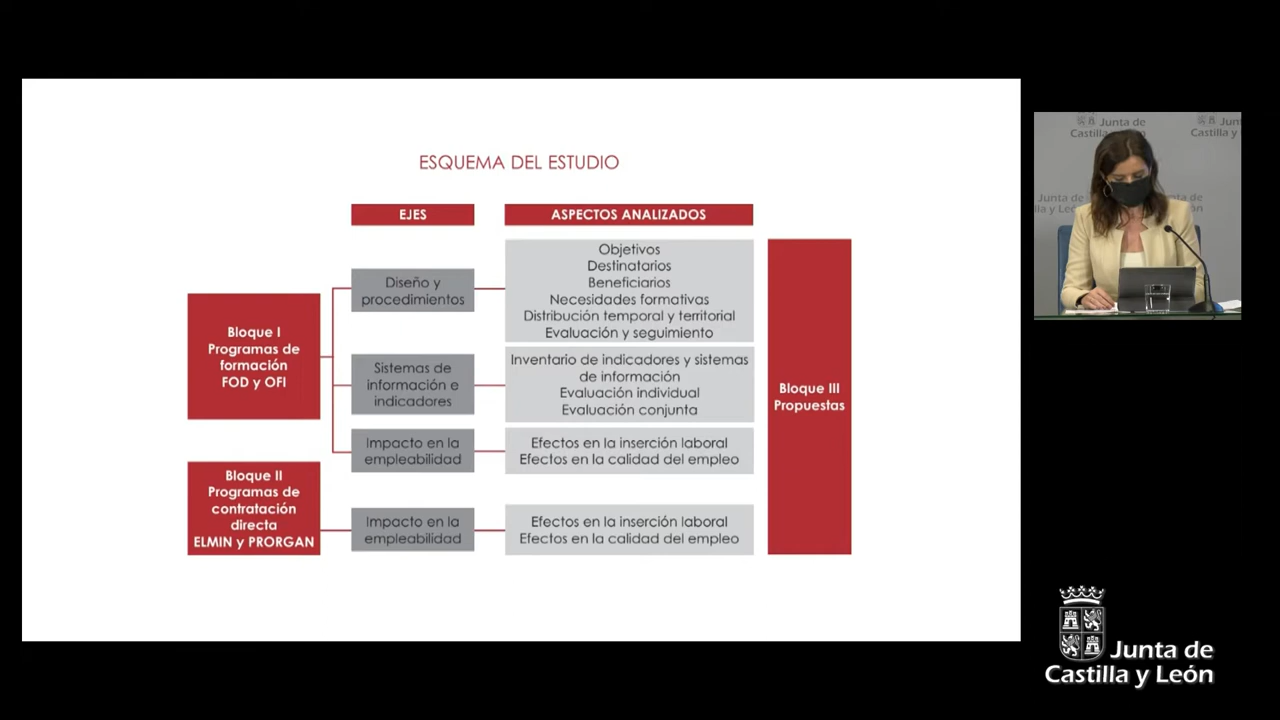 ESQUEMA DEL ESTUDIO
EJES
ASPECTOS ANALIZADOS
Bloque I
Programas de
formación
FOD y OFI
Diseño y
procedimientos
Objetivos
Destinatarios
Beneficiarios
Necesidades formativas
Distribución temporal y territorial
Evaluación y seguimiento
Sistemas de
información e
indicadores
Inventario de indicadores y sistemas
de información
Evaluación individual
Evaluación conjunta
Impacto en la
empleabilidad
Efectos en la inserción laboral
Efectos en la calidad del empleo
Bloque II
Programas de
contratación
directa
ELMIN y PRORGAN
Impacto en la
empleabilidad
Efectos en la inserción laboral
Efectos en la calidad del empleo
Bloque III
Propuestas
Junta de
Castilla y León
Junta de
Castilla y León